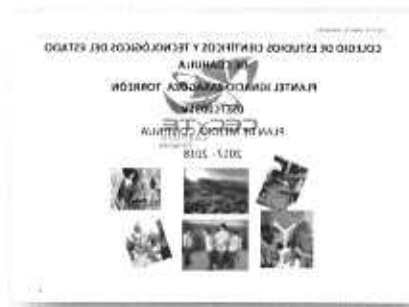 COLEGIO DE ESTUDIOS CIENTÍFICOS Y TECNOLÓGICOS DEL ESTADO
DE COAHUILA
PLANTEL IGNACIO ZARAGOZA, TORREÓN
CECYTE
PLAN DE MEJORA CONTINUA
2017 - 2018